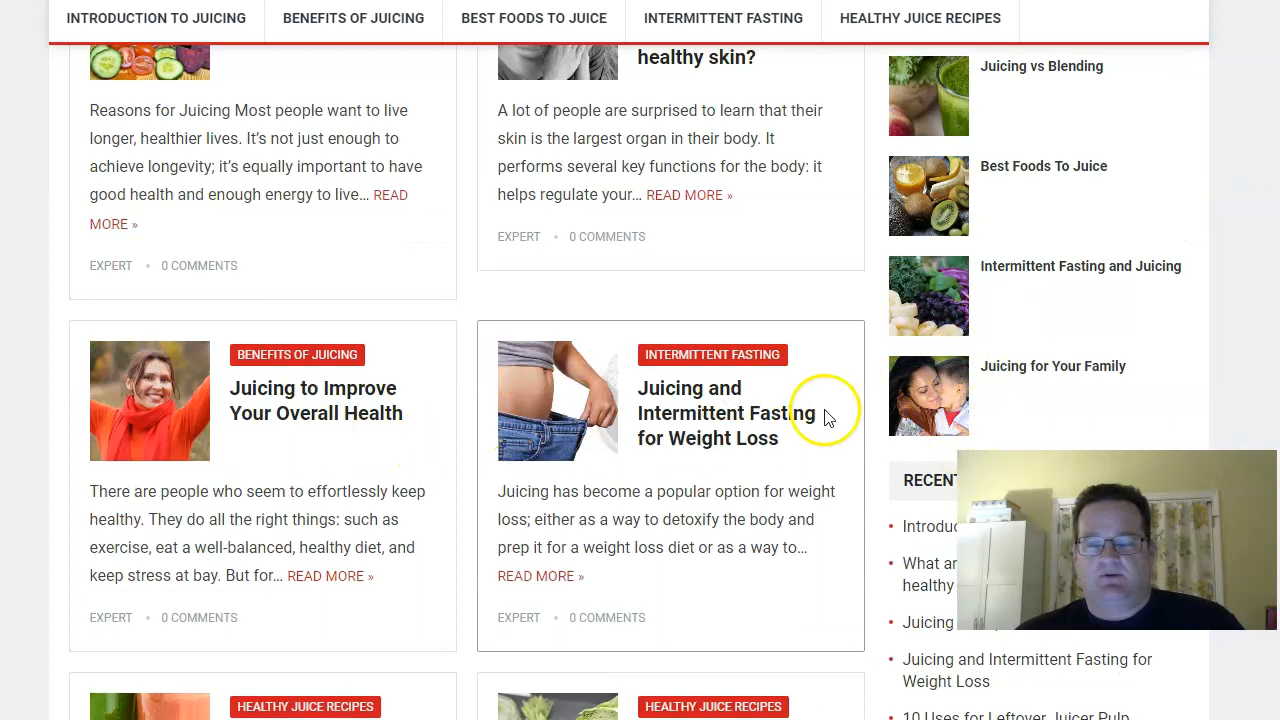 INTRODUCTION TO JUICING
BENEFITS OF JUICING
BEST FOODS TO JUICE
INTERMITTENT FASTING
HEALTHY JUICE RECIPES
Reasons for Juicing Most people want to live
longer, healthier lives. It’s not just enough to
achieve longevity; it’s equally important to have
good health and enough energy to live... READ
MORE »
EXPERT • 0 COMMENTS
healthy skin?
A lot of people are surprised to learn that their
skin is the largest organ in their body. It
performs several key functions for the body: it
helps regulate your... READ MORE »
EXPERT • 0 COMMENTS
BENEFITS OF JUICING
Juicing to Improve
Your Overall Health
There are people who seem to effortlessly keep
healthy. They do all the right things: such as
exercise, eat a well-balanced, healthy diet, and
keep stress at bay. But for... READ MORE »
EXPERT • 0 COMMENTS
INTERMITTENT FASTING
Juicing and
Intermittent Fasting
for Weight Loss
Juicing has become a popular option for weight
loss; either as a way to detoxify the body and
prep it for a weight loss diet or as a way to...
READ MORE »
EXPERT • 0 COMMENTS
HEALTHY JUICE RECIPES
HEALTHY JUICE RECIPES
Juicing vs Blending
Best Foods To Juice
Intermittent Fasting and Juicing
Juicing for Your Family
RECENT
Introduc
What ar
healthy
Juicing
Juicing and Intermittent Fasting for
Weight Loss
10 Uses for Leftover Juicer Pulp